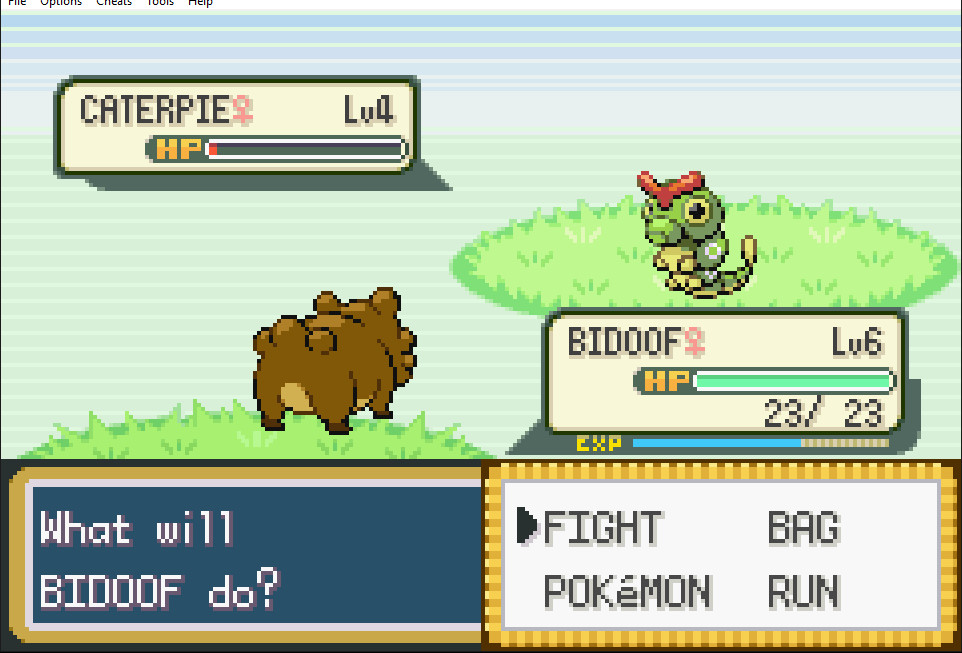 File Options Cheats Tools Help
CATERPIE♀ Lv4
HP
BIDOOF♀ Lv6
HP
23/ 23
EXP
What will
BIDOOF do?
FIGHT BAG
POKéMON RUN